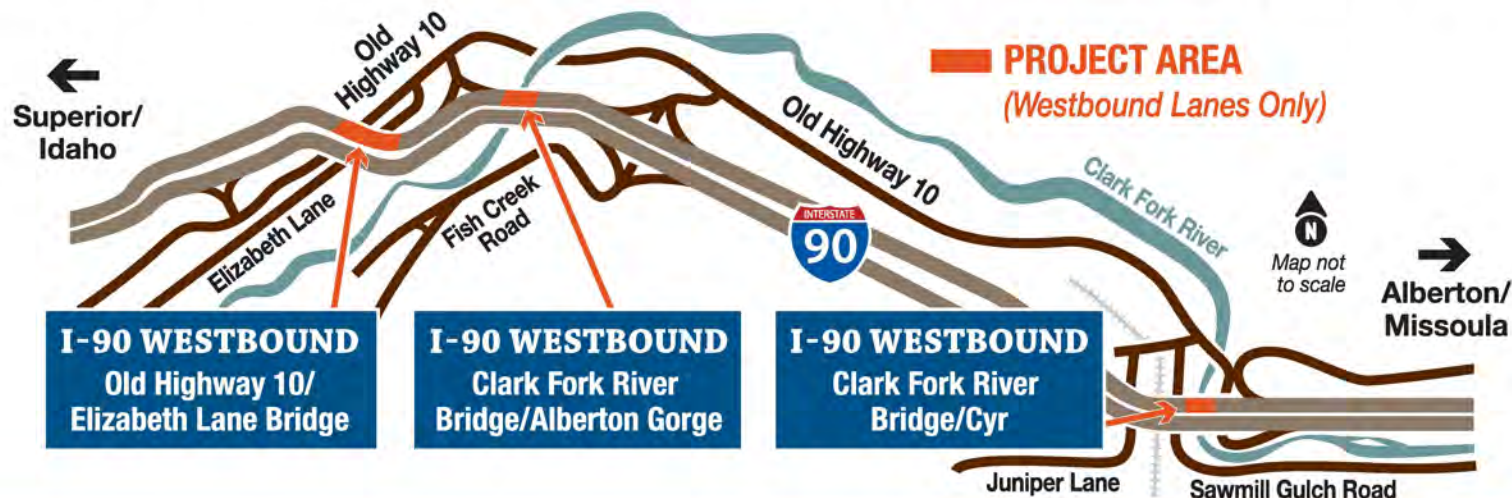 Superior/
Idaho
Old
Highway 10
PROJECT AREA
(Westbound Lanes Only)
Old Highway 10
Clark Fork River
Elizabeth Lane
Fish Creek
Road
INTERSTATE
90
N
Map not
to scale
Alberton/
Missoula
I-90 WESTBOUND
Old Highway 10/
Elizabeth Lane Bridge
I-90 WESTBOUND
Clark Fork River
Bridge/Alberton Gorge
I-90 WESTBOUND
Clark Fork River
Bridge/Cyr
Juniper Lane
Sawmill Gulch Road